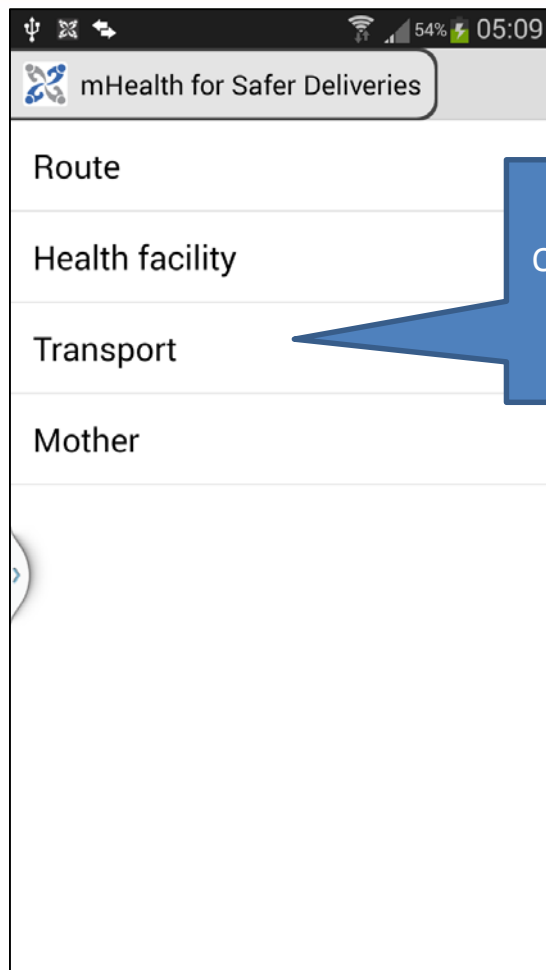 54% 05:09
mHealth for Safer Deliveries
Route
Health facility
Transport
Mother